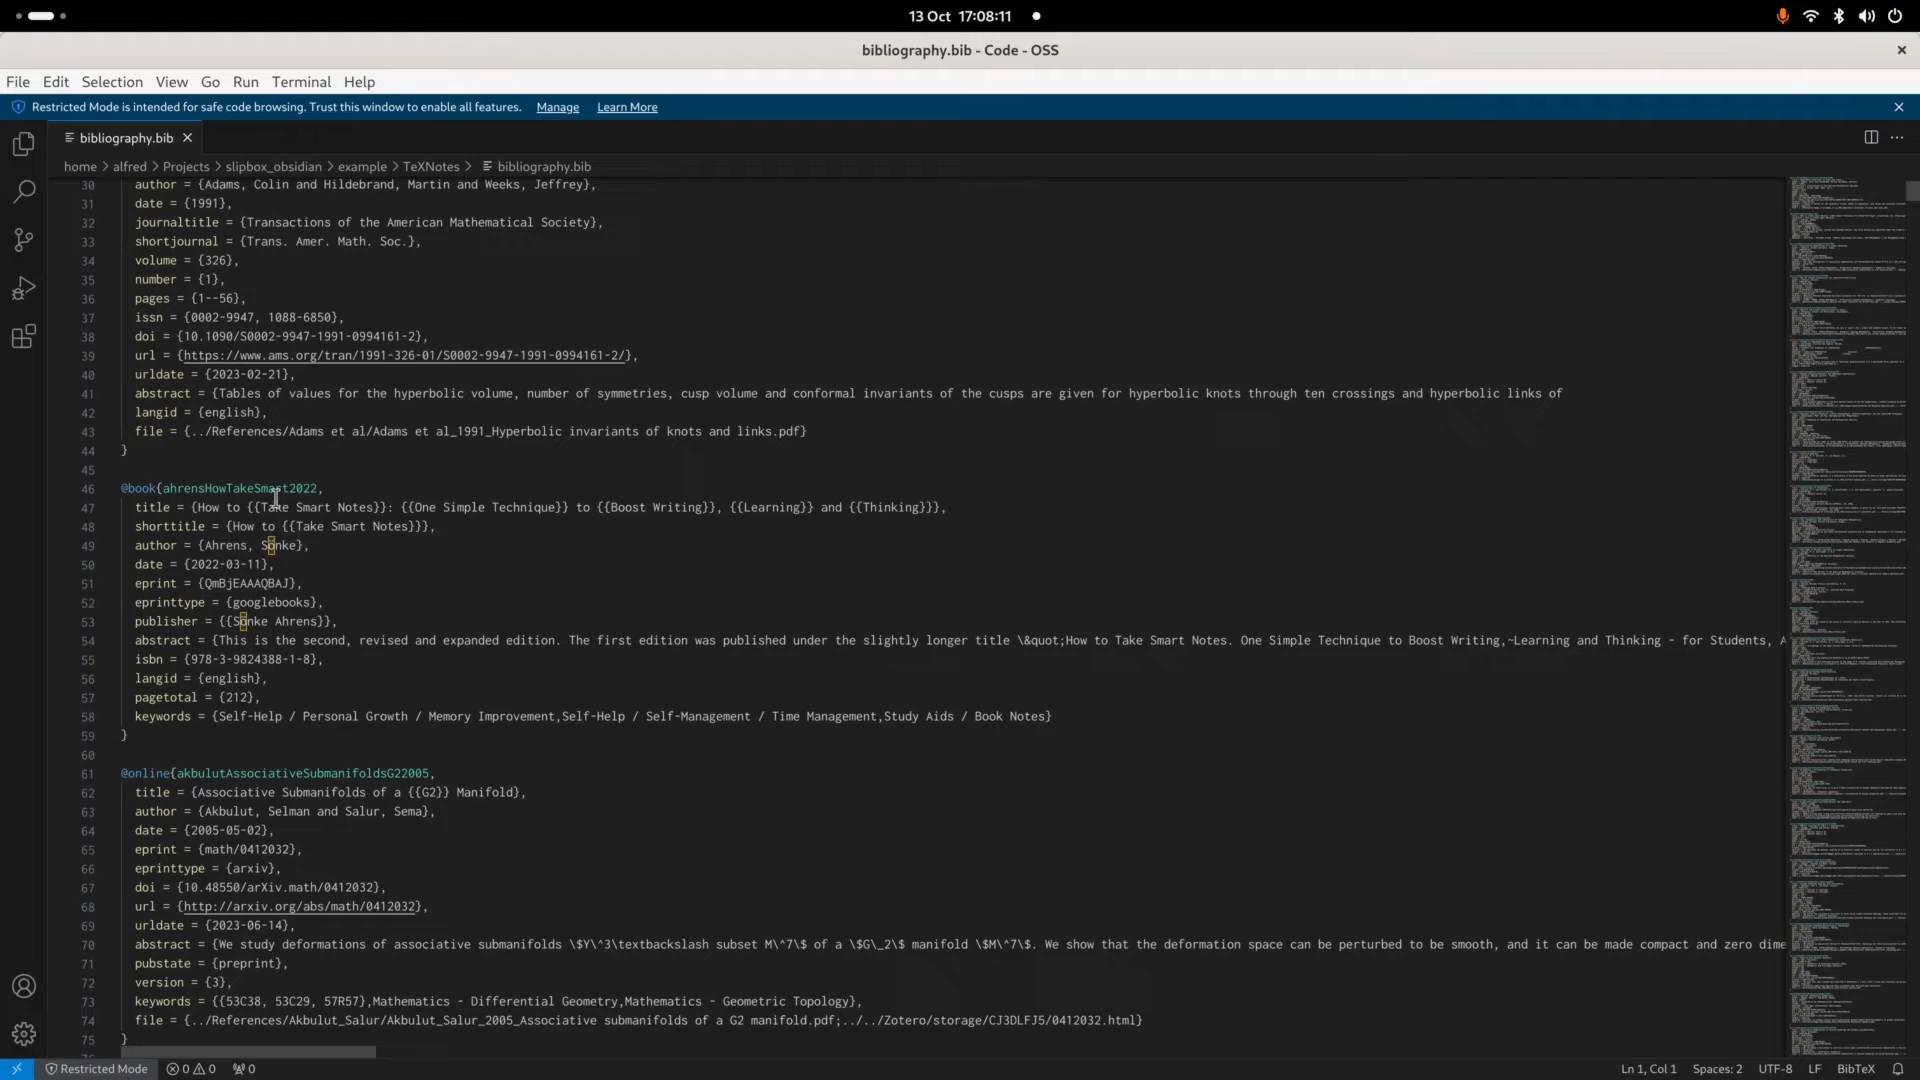 13 Oct 17:08:11
bibliography.bib - Code - OSS
File Edit Selection View Go Run Terminal Help
Restricted Mode is intended for safe code browsing. Trust this window to enable all features. Manage Learn More
bibliography.bib
home > alfred > Projects > slipbox_obsidian > example > TeXNotes > bibliography.bib
30 author = {Adams, Colin and Hildebrand, Martin and Weeks, Jeffrey},
31 date = {1991},
32 journaltitle = {Transactions of the American Mathematical Society},
33 shortjournal = {Trans. Amer. Math. Soc.},
34 volume = {326},
35 number = {1},
36 pages = {1--56},
37 issn = {0002-9947, 1088-6850},
38 doi = {10.1090/S0002-9947-1991-0994161-2},
39 url = {https://www.ams.org/tran/1991-326-01/S0002-9947-1991-0994161-2/},
40 urldate = {2023-02-21},
41 abstract = {Tables of values for the hyperbolic volume, number of symmetries, cusp volume and conformal invariants of the cusps are given for hyperbolic knots through ten crossings and hyperbolic links of
42 langid = {english},
43 file = {../References/Adams et al/Adams et al_1991_Hyperbolic invariants of knots and links.pdf}
44 }
45
46 @book{ahrensHowTakeSmart2022,
47 title = {How to {{Take Smart Notes}}: {{One Simple Technique}} to {{Boost Writing}}, {{Learning}} and {{Thinking}}},
48 shorttitle = {How to {{Take Smart Notes}}},
49 author = {Ahrens, Sönke},
50 date = {2022-03-11},
51 eprint = {QmBjEAAAQBAJ},
52 eprinttype = {googlebooks},
53 publisher = {{Sönke Ahrens}},
54 abstract = {This is the second, revised and expanded edition. The first edition was published under the slightly longer title \&quot;How to Take Smart Notes. One Simple Technique to Boost Writing,~Learning and Thinking - for Students, A
55 isbn = {978-3-9824388-1-8},
56 langid = {english},
57 pagetotal = {212},
58 keywords = {Self-Help / Personal Growth / Memory Improvement,Self-Help / Self-Management / Time Management,Study Aids / Book Notes}
59 }
60
61 @online{akbulutAssociativeSubmanifoldsG22005,
62 title = {Associative Submanifolds of a {{G2}} Manifold},
63 author = {Akbulut, Selman and Salur, Sema},
64 date = {2005-05-02},
65 eprint = {math/0412032},
66 eprinttype = {arxiv},
67 doi = {10.48550/arXiv.math/0412032},
68 url = {http://arxiv.org/abs/math/0412032},
69 urldate = {2023-06-14},
70 abstract = {We study deformations of associative submanifolds \$Y\^3\textbackslash subset M\^7\$ of a \$G\_2\$ manifold \$M\^7\$. We show that the deformation space can be perturbed to be smooth, and it can be made compact and zero dime
71 pubstate = {preprint},
72 version = {3},
73 keywords = {{53C38, 53C29, 57R57},Mathematics - Differential Geometry,Mathematics - Geometric Topology},
74 file = {../References/Akbulut_Salur/Akbulut_Salur_2005_Associative submanifolds of a G2 manifold.pdf;../../Zotero/storage/CJ3DLFJ5/0412032.html}
75 }
Restricted Mode 0 0 0 Ln 1, Col 1 Spaces: 2 UTF-8 LF BibTeX